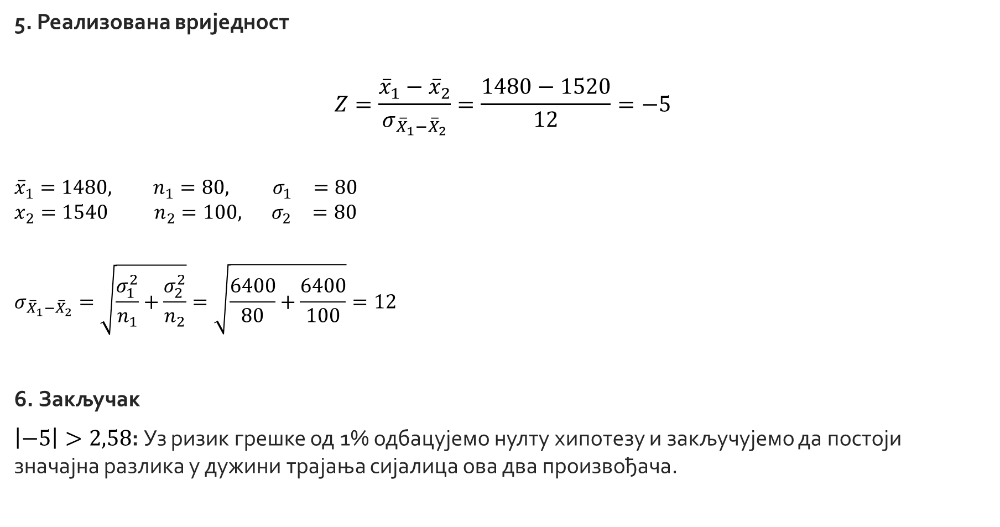 5. Реализована вриједност
Z = \frac{\bar{x}_1 - \bar{x}_2}{\sigma_{\bar{X}_1 - \bar{X}_2}} = \frac{1480 - 1520}{12} = -5
\bar{x}_1 = 1480, n_1 = 80, \sigma_1 = 80
x_2 = 1540 n_2 = 100, \sigma_2 = 80
\sigma_{\bar{X}_1 - \bar{X}_2} = \sqrt{\frac{\sigma_1^2}{n_1} + \frac{\sigma_2^2}{n_2}} = \sqrt{\frac{6400}{80} + \frac{6400}{100}} = 12
6. Закључак
|−5| > 2,58: Уз ризик грешке од 1% одбацујемо нулту хипотезу и закључујемо да постоји
значајна разлика у дужини трајања сијалица ова два произвођача.